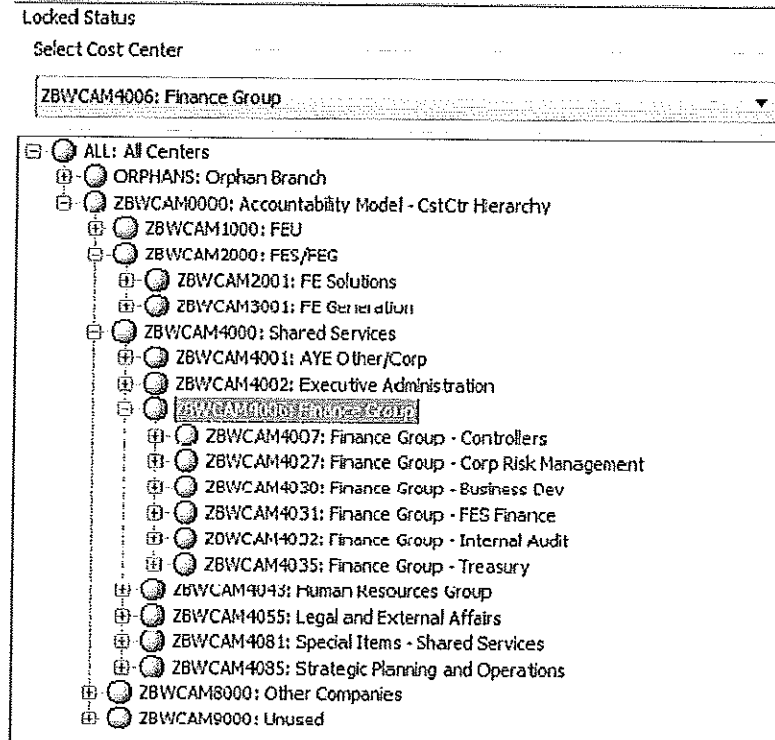 Locked Status
Select Cost Center
ZBWCAM4006: Finance Group
ALL: All Centers
ORPHANS: Orphan Branch
ZBWCAM0000: Accountability Model - CstCtr Hierarchy
ZBWCAM1000: FEU
ZBWCAM2000: FES/FEG
ZBWCAM2001: FE Solutions
ZBWCAM3001: FE Generation
ZBWCAM4000: Shared Services
ZBWCAM4001: AYE Other/Corp
ZBWCAM4002: Executive Administration
ZBWCAM4006: Finance Group
ZBWCAM4007: Finance Group - Controllers
ZBWCAM4027: Finance Group - Corp Risk Management
ZBWCAM4030: Finance Group - Business Dev
ZBWCAM4031: Finance Group - FES Finance
ZBWCAM4032: Finance Group - Internal Audit
ZBWCAM4035: Finance Group - Treasury
ZBWCAM4043: Human Resources Group
ZBWCAM4055: Legal and External Affairs
ZBWCAM4081: Special Items - Shared Services
ZBWCAM4085: Strategic Planning and Operations
ZBWCAM8000: Other Companies
ZBWCAM9000: Unused